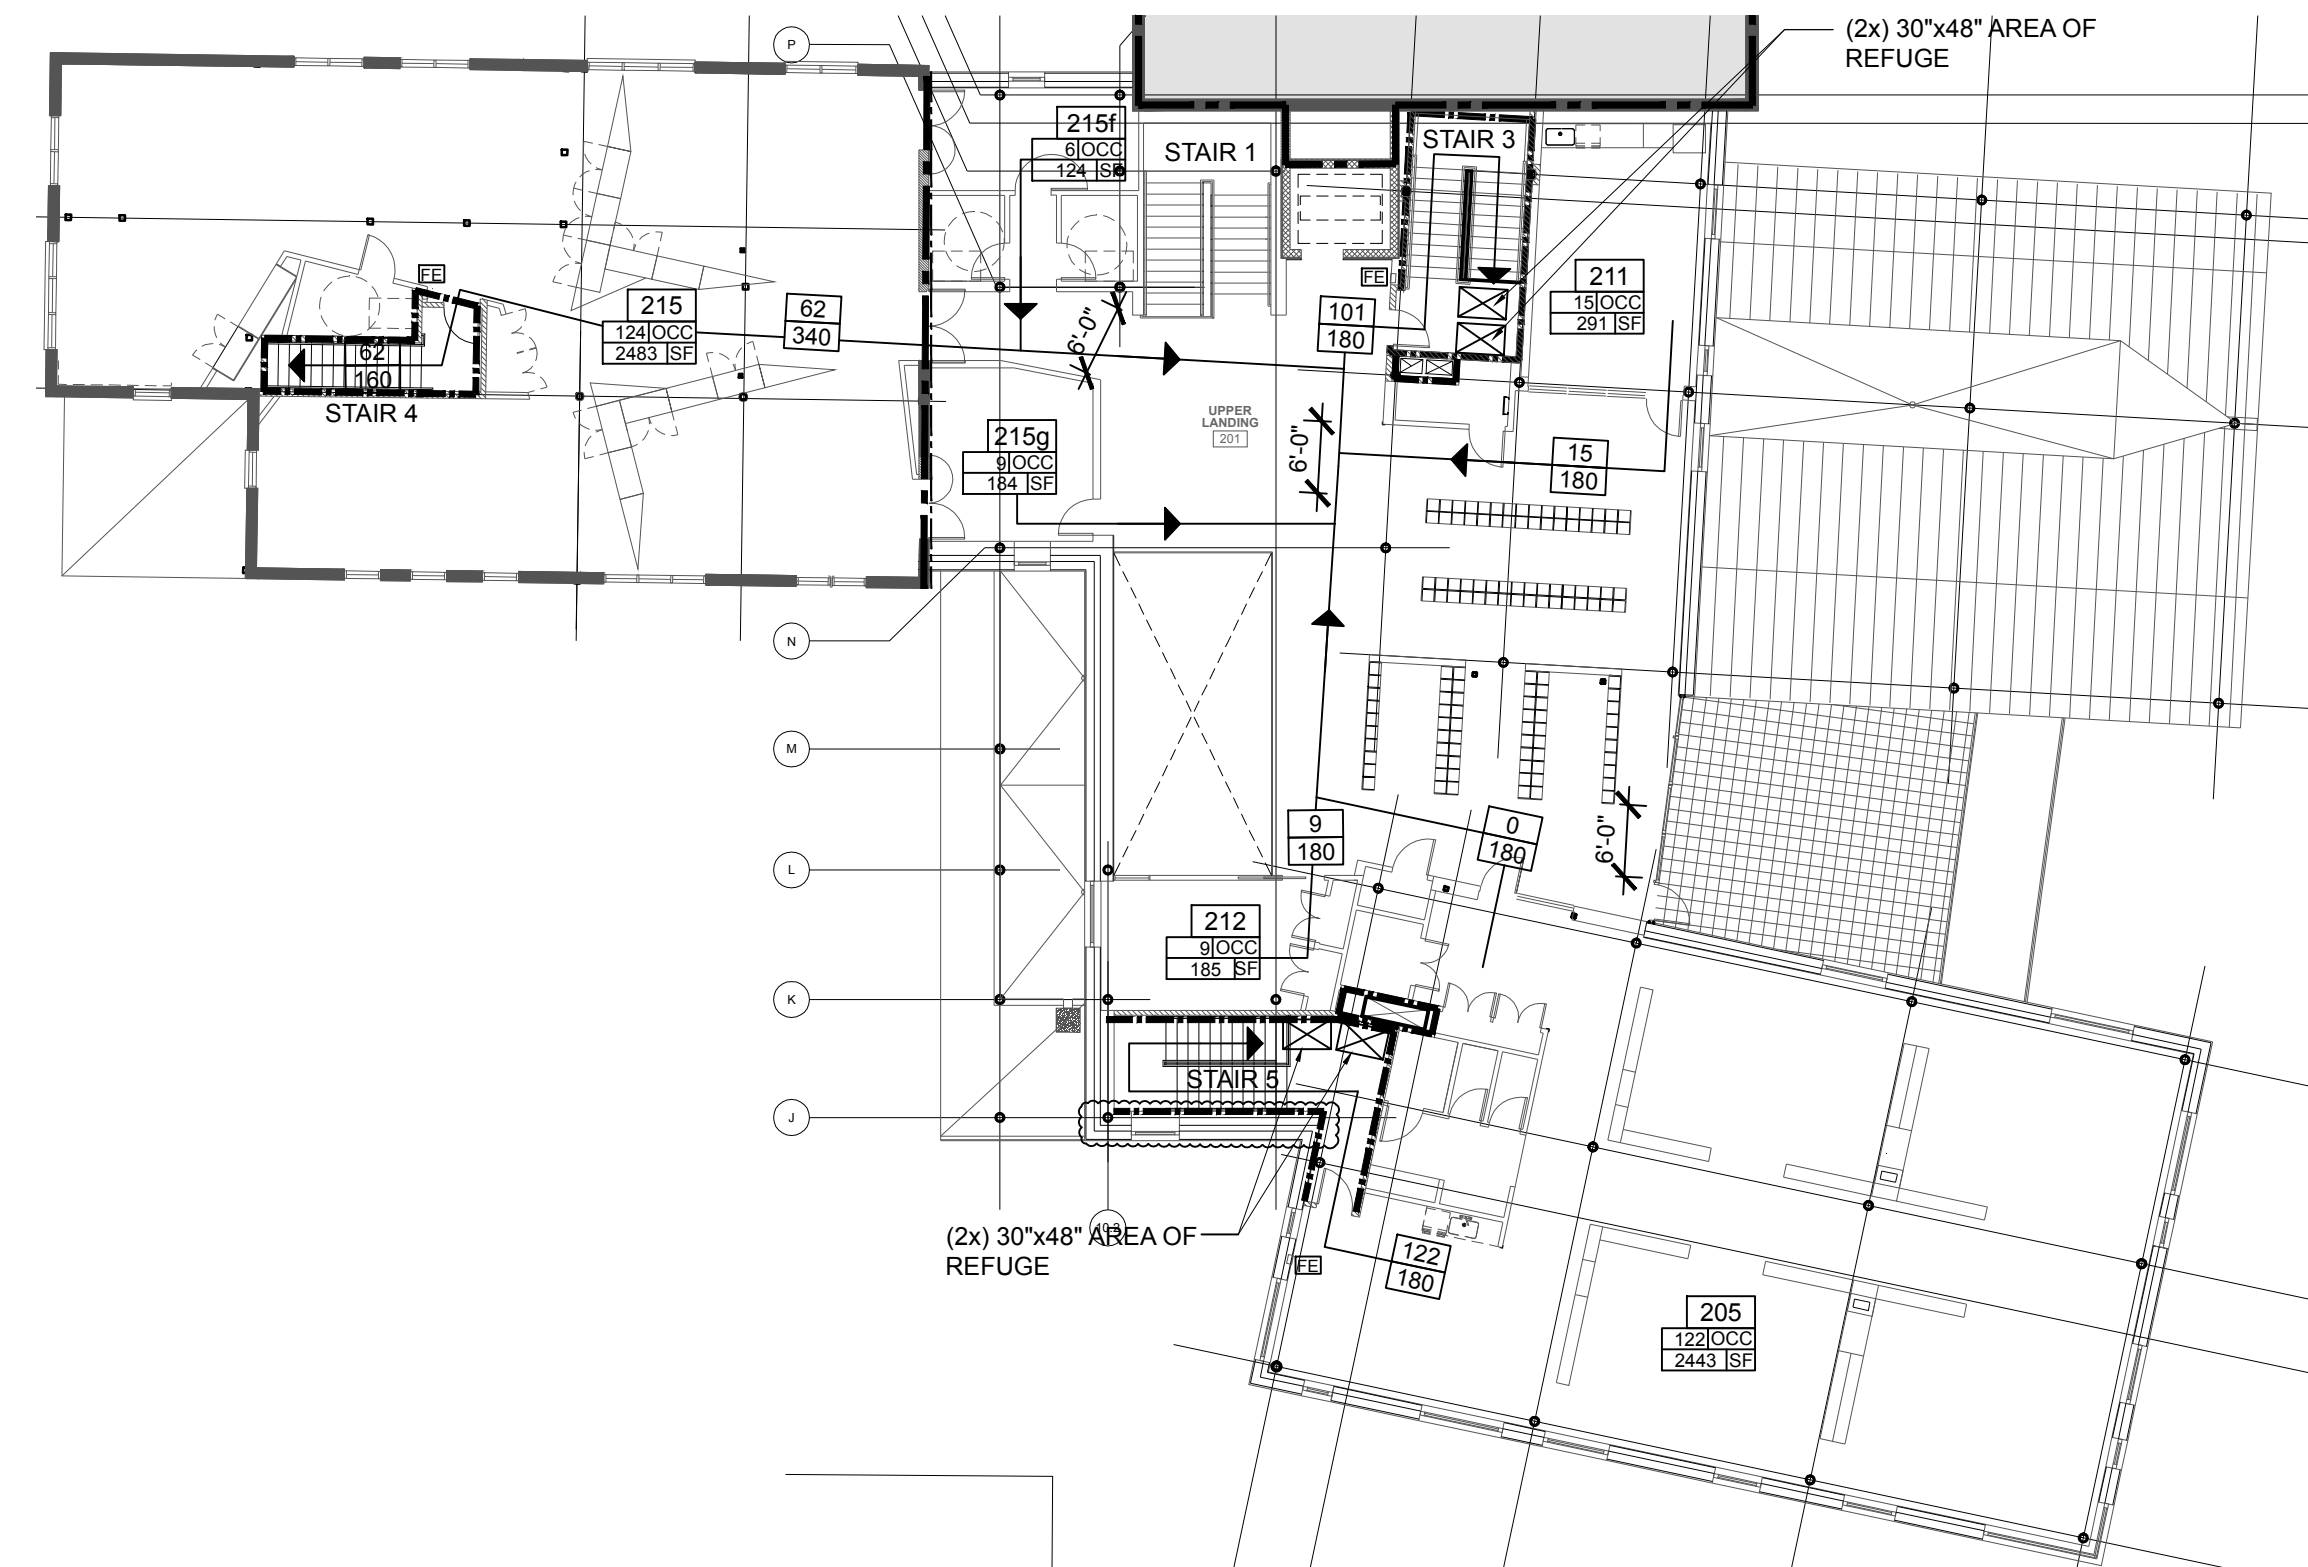 (2x) 30"x48" AREA OF
REFUGE
P
215f
6 OCC
124 SF
STAIR 1
STAIR 3
FE
215
124 OCC
2483 SF
62
340
6'-0"
FE
101
180
211
15 OCC
291 SF
62
160
STAIR 4
UPPER
LANDING
201
215g
9 OCC
184 SF
6'-0"
15
180
N
M
L
9
180
0
180
6'-0"
212
9 OCC
185 SF
K
STAIR 5
J
10.2
(2x) 30"x48" AREA OF
REFUGE
FE
122
180
205
122 OCC
2443 SF